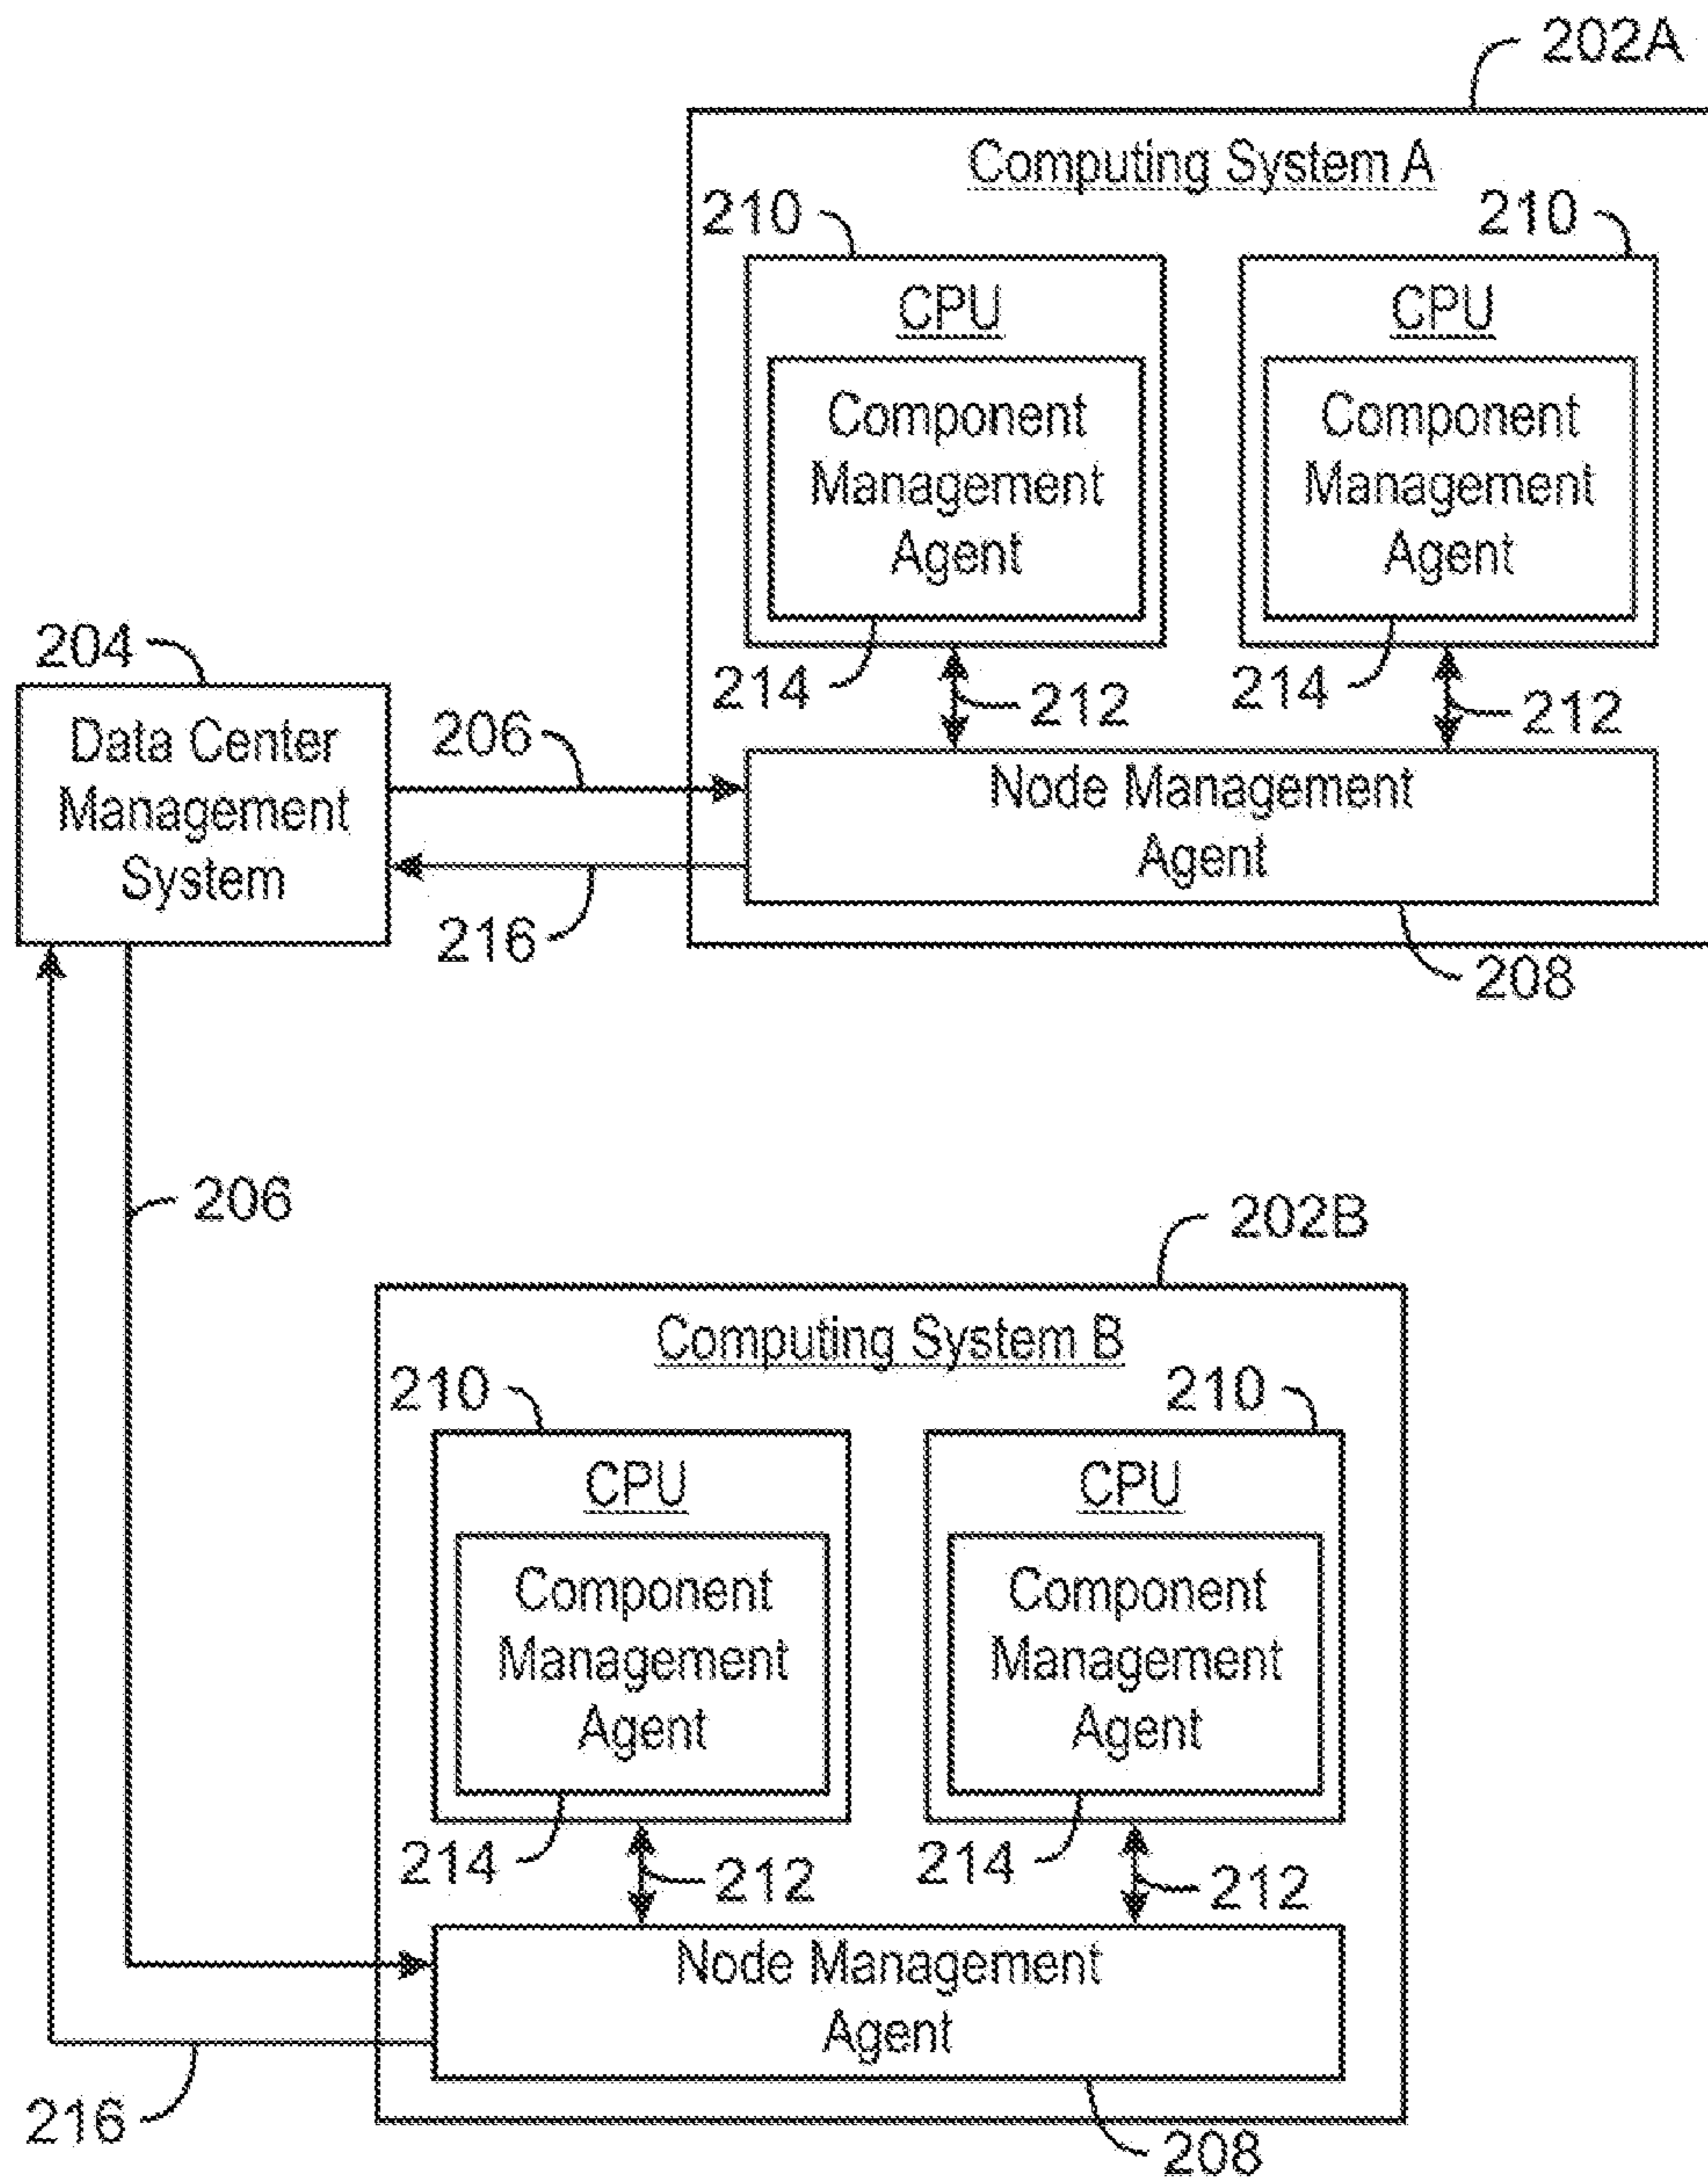 202A
Computing System A
210
210
CPU
CPU
Component
Management
Agent
Component
Management
Agent
204
214
212
214
212
Data Center
Management
System
206
Node Management
Agent
216
208
206
202B
Computing System B
210
210
CPU
CPU
Component
Management
Agent
Component
Management
Agent
214
212
214
212
Node Management
Agent
216
208